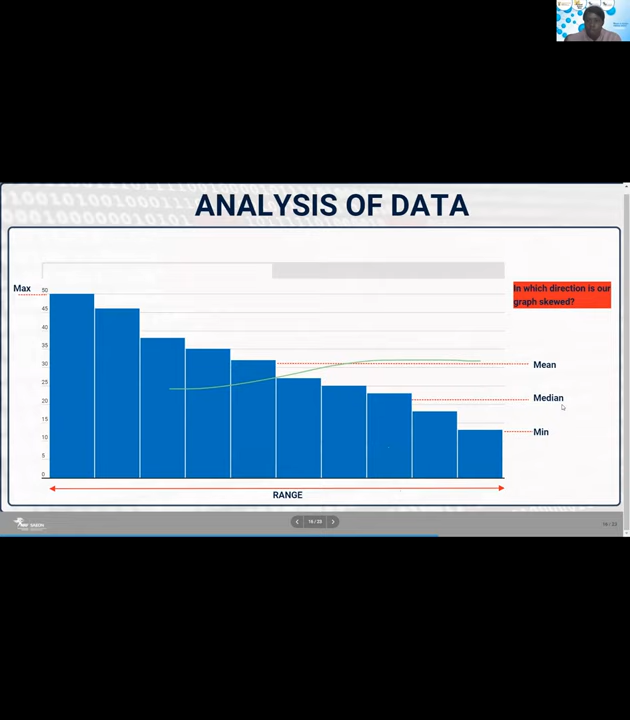 ANALYSIS OF DATA
Max
50
45
40
35
30
25
20
15
10
5
0
In which direction is our
graph skewed?
Mean
Median
Min
RANGE